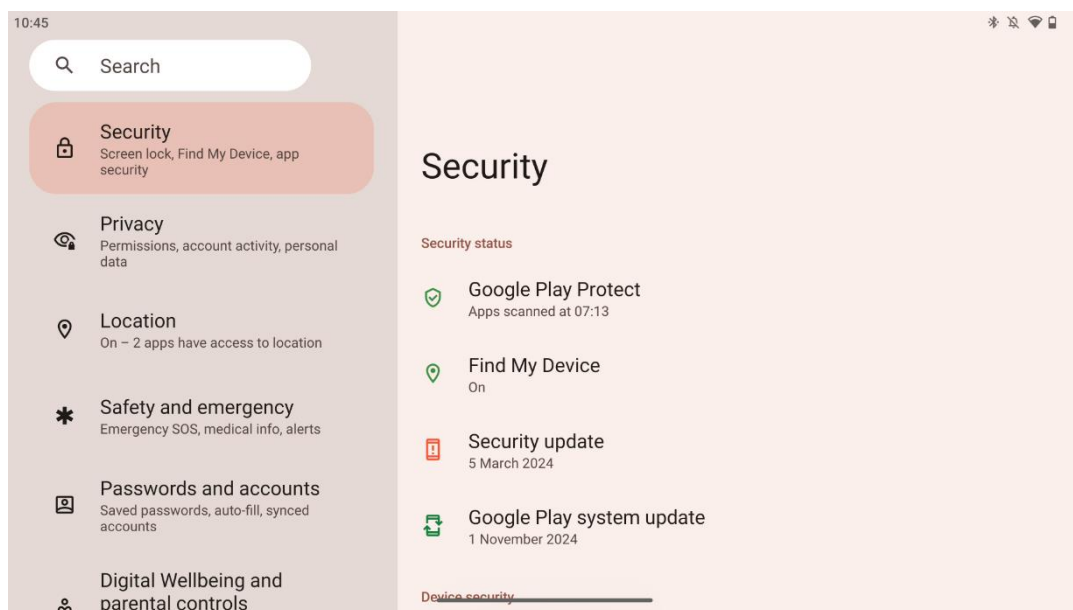 10:45
Search
Security
Screen lock, Find My Device, app
security
Privacy
Permissions, account activity, personal
data
Location
On – 2 apps have access to location
Safety and emergency
Emergency SOS, medical info, alerts
Passwords and accounts
Saved passwords, auto-fill, synced
accounts
Digital Wellbeing and
parental controls
Security
Security status
Google Play Protect
Apps scanned at 07:13
Find My Device
On
Security update
5 March 2024
Google Play system update
1 November 2024
Device security